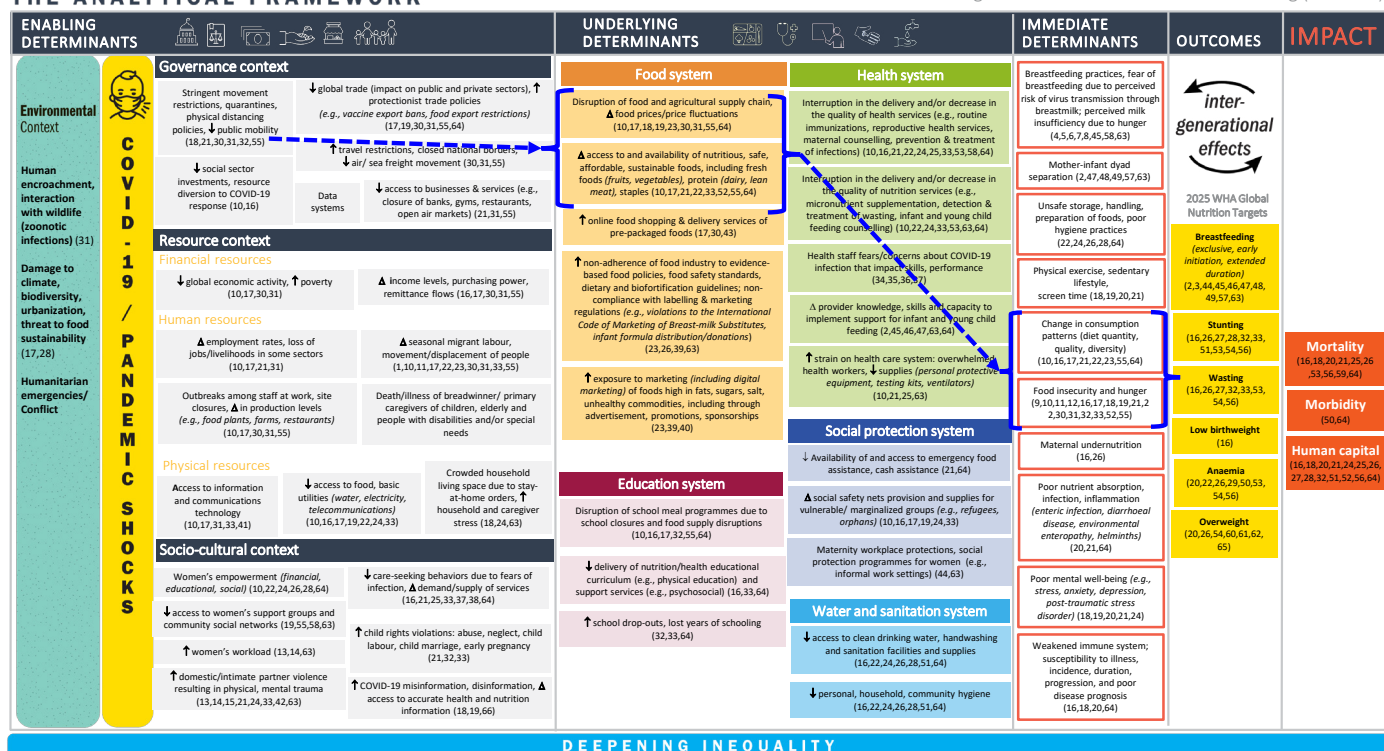 THE ANALYTICAL FRAMEWORK
ENABLING
DETERMINANTS
UNDERLYING
DETERMINANTS
IMMEDIATE
DETERMINANTS
OUTCOMES
IMPACT
Environmental
Context
Human
encroachment,
interaction
with wildlife
(zoonotic
infections) (31)
Damage to
climate,
biodiversity,
urbanization,
threat to food
sustainability
(17,28)
Humanitarian
emergencies/
Conflict
COVID-19 / PANDEMIC SHOCKS
Governance context
Stringent movement
restrictions, quarantines,
physical distancing
policies, ↓ public mobility
(18,21,30,31,32,55)
↓global trade (impact on public and private sectors), ↑
protectionist trade policies
(e.g., vaccine export bans, food export restrictions)
(17,19,30,31,55,64)
↑travel restrictions, closed national borders,
↓air/ sea freight movement (30,31,55)
↓ social sector
investments, resource
diversion to COVID-19
response (10,16)
Data
systems
↓access to businesses & services (e.g.,
closure of banks, gyms, restaurants,
open air markets) (21,31,55)
Resource context
Financial resources
↓global economic activity, ↑ poverty
(10,17,30,31)
Δ income levels, purchasing power,
remittance flows (16,17,30,31,55)
Human resources
Δ employment rates, loss of
jobs/livelihoods in some sectors
(10,17,21,31)
Δ seasonal migrant labour,
movement/displacement of people
(1,10,11,17,22,23,30,31,33,55)
Outbreaks among staff at work, site
closures, Δ in production levels
(e.g., food plants, farms, restaurants)
(10,17,30,31,55)
Death/illness of breadwinner/ primary
caregivers of children, elderly and
people with disabilities and/or special
needs
Physical resources
Access to information
and communications
technology
(10,17,31,33,41)
↓access to food, basic
utilities (water, electricity,
telecommunications)
(10,16,17,19,22,24,33)
Crowded household
living space due to stay-
at-home orders, ↑
household and caregiver
stress (18,24,63)
Socio-cultural context
Women's empowerment (financial,
educational, social) (10,22,24,26,28,64)
↓care-seeking behaviors due to fears of
infection, Δ demand/supply of services
(16,21,25,33,37,38,64)
↓access to women's support groups and
community social networks (19,55,58,63)
↑child rights violations: abuse, neglect, child
labour, child marriage, early pregnancy
(21,32,33)
↑women's workload (13,14,63)
↑domestic/intimate partner violence
resulting in physical, mental trauma
(13,14,15,21,24,33,42,63)
↑COVID-19 misinformation, disinformation, Δ
access to accurate health and nutrition
information (18,19,66)
Food system
Disruption of food and agricultural supply chain,
Δ food prices/price fluctuations
(10,17,18,19,23,30,31,55,64)
Δ access to and availability of nutritious, safe,
affordable, sustainable foods, including fresh
foods (fruits, vegetables), protein (dairy, lean
meat), staples (10,17,21,22,33,52,55,64)
↑online food shopping & delivery services of
pre-packaged foods (17,30,43)
↑non-adherence of food industry to evidence-
based food policies, food safety standards,
dietary and biofortification guidelines; non-
compliance with labelling & marketing
regulations (e.g., violations to the International
Code of Marketing of Breast-milk Substitutes,
infant formula distribution/donations)
(23,26,39,63)
↑exposure to marketing (including digital
marketing) of foods high in fats, sugars, salt,
unhealthy commodities, including through
advertisement, promotions, sponsorships
(23,39,40)
Education system
Disruption of school meal programmes due to
school closures and food supply disruptions
(10,16,17,32,55,64)
↓delivery of nutrition/health educational
curriculum (e.g., physical education) and
support services (e.g., psychosocial) (16,33,64)
↑school drop-outs, lost years of schooling
(32,33,64)
Health system
Interruption in the delivery and/or decrease in
the quality of health services (e.g., routine
immunizations, reproductive health services,
maternal counselling, prevention & treatment
of infections) (10,16,21,22,24,25,33,53,58,64)
Interruption in the delivery and/or decrease in
the quality of nutrition services (e.g.,
micronutrient supplementation, detection &
treatment of wasting, infant and young child
feeding counselling) (10,22,24,33,53,63,64)
Health staff fears/concerns about COVID-19
infection that impact skills, performance
(34,35,36,37)
Δ provider knowledge, skills and capacity to
implement support for infant and young child
feeding (2,45,46,47,63,64)
↑strain on health care system: overwhelmed
health workers, ↓supplies (personal protective
equipment, testing kits, ventilators)
(10,21,25,63)
Social protection system
↓ Availability of and access to emergency food
assistance, cash assistance (21,64)
Δ social safety nets provision and supplies for
vulnerable/ marginalized groups (e.g., refugees,
orphans) (10,16,17,19,24,33)
Maternity workplace protections, social
protection programmes for women (e.g.,
informal work settings) (44,63)
Water and sanitation system
↓access to clean drinking water, handwashing
and sanitation facilities and supplies
(16,22,24,26,28,51,64)
↓personal, household, community hygiene
(16,22,24,26,28,51,64)
Breastfeeding practices, fear of
breastfeeding due to perceived
risk of virus transmission through
breastmilk; perceived milk
insufficiency due to hunger
(4,5,6,7,8,45,58,63)
Mother-infant dyad
separation (2,47,48,49,57,63)
Unsafe storage, handling,
preparation of foods, poor
hygiene practices
(22,24,26,28,64)
Physical exercise, sedentary
lifestyle,
screen time (18,19,20,21)
Change in consumption
patterns (diet quantity,
quality, diversity)
(10,16,17,21,22,23,55,64)
Food insecurity and hunger
(9,10,11,12,16,17,18,19,21,2
2,30,31,32,33,52,55)
Maternal undernutrition
(16,26)
Poor nutrient absorption,
infection, inflammation
(enteric infection, diarrhoeal
disease, environmental
enteropathy, helminths)
(20,21,64)
Poor mental well-being (e.g.,
stress, anxiety, depression,
post-traumatic stress
disorder) (18,19,20,21,24)
Weakened immune system;
susceptibility to illness,
incidence, duration,
progression, and poor
disease prognosis
(16,18,20,64)
inter-
generational
effects
2025 WHA Global
Nutrition Targets
Breastfeeding
(exclusive, early
initiation, extended
duration)
(2,3,44,45,46,47,48,
49,57,63)
Stunting
(16,26,27,28,32,33,
51,53,54,56)
Wasting
(16,26,27,32,33,53,
54,56)
Low birthweight
(16)
Anaemia
(20,22,26,29,50,53,
54,56)
Overweight
(20,26,54,60,61,62,
65)
Mortality
(16,18,20,21,25,26
,53,56,59,64)
Morbidity
(50,64)
Human capital
(16,18,20,21,24,25,26,
27,28,32,51,52,56,64)
DEEPENING INEQUALITY